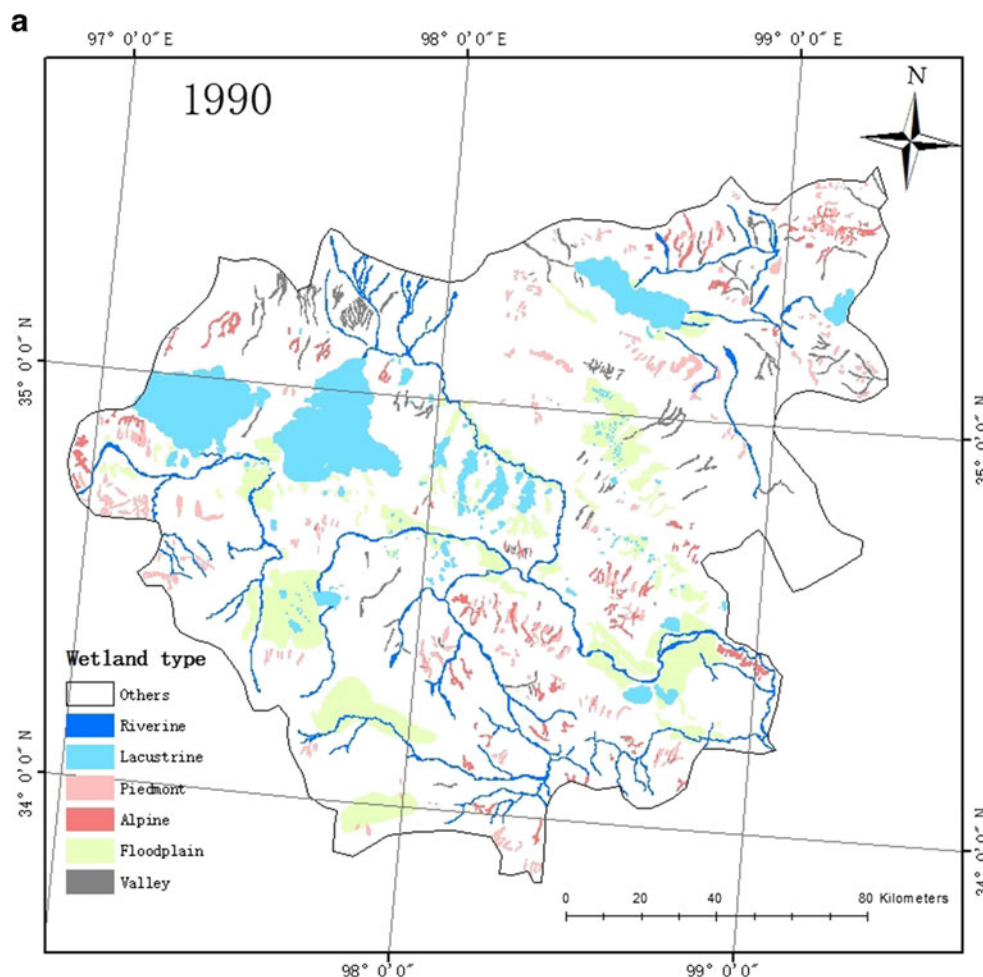 a
97° 0′0″E 98° 0′0″E 99° 0′0″E
1990
N
35° 0′0″N
35° 0′0″N
Wetland type
Others
Riverine
Lacustrine
Piedmont
Alpine
Floodplain
Valley
34° 0′0″N
34° 0′0″N
0 20 40 80 Kilometers
98° 0′0″E 99° 0′0″E